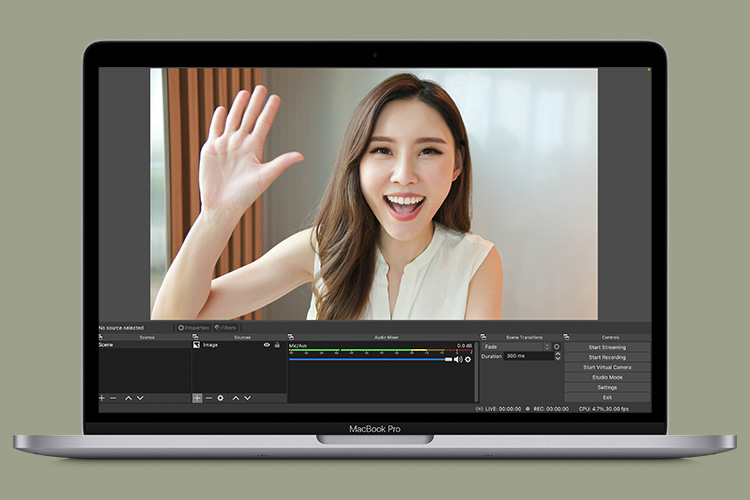 No source selected
Properties
Filters
Scenes
Sources
Audio Mixer
Scene Transitions
Controls
Scene
Image
Mic/Aux
0.0 dB
Fade
Duration
300 ms
Start Streaming
Start Recording
Start Virtual Camera
Studio Mode
Settings
Exit
LIVE: 00:00:00
REC: 00:00:00
CPU: 4.7%, 30.00 fps
MacBook Pro